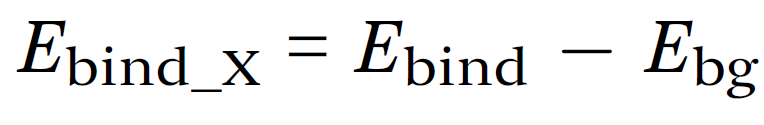 E_bind_X = E_bind − E_bg